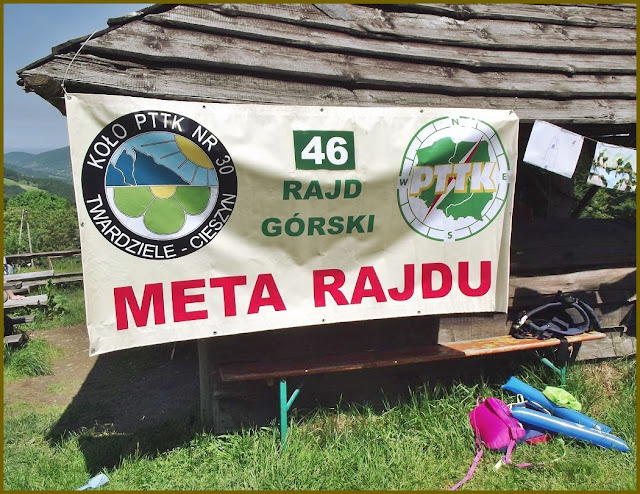 KOŁO PTTK NR 30
TWARDZIELE - CIESZYN
46
RAJD
GÓRSKI
N
W
E
PTTK
S
META RAJDU